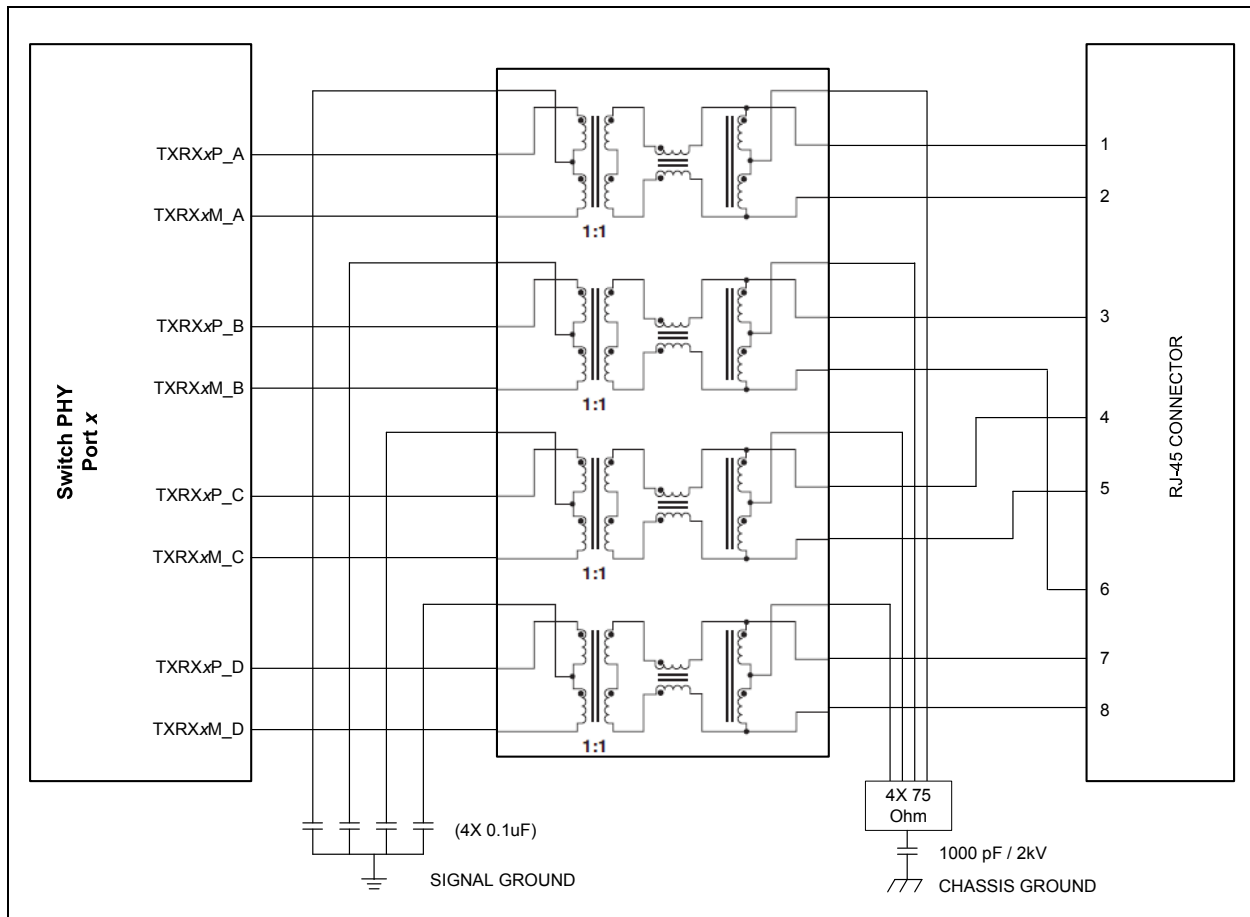 Switch PHY
Port x
TXRXxP_A
TXRXxM_A
TXRXxP_B
TXRXxM_B
TXRXxP_C
TXRXxM_C
TXRXxP_D
TXRXxM_D
1:1
1:1
1:1
1:1
1
2
3
4
5
6
7
8
RJ-45 CONNECTOR
(4X 0.1uF)
SIGNAL GROUND
4X 75
Ohm
1000 pF / 2kV
CHASSIS GROUND